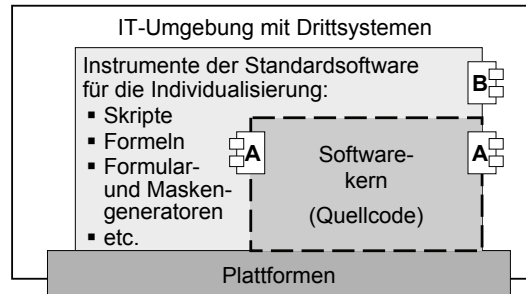 IT-Umgebung mit Drittsystemen
Instrumente der Standardsoftware
für die Individualisierung:
▪ Skripte
▪ Formeln
▪ Formular-
und Masken-
generatoren
▪ etc.
B
A
A
Software-
kern
(Quellcode)
Plattformen